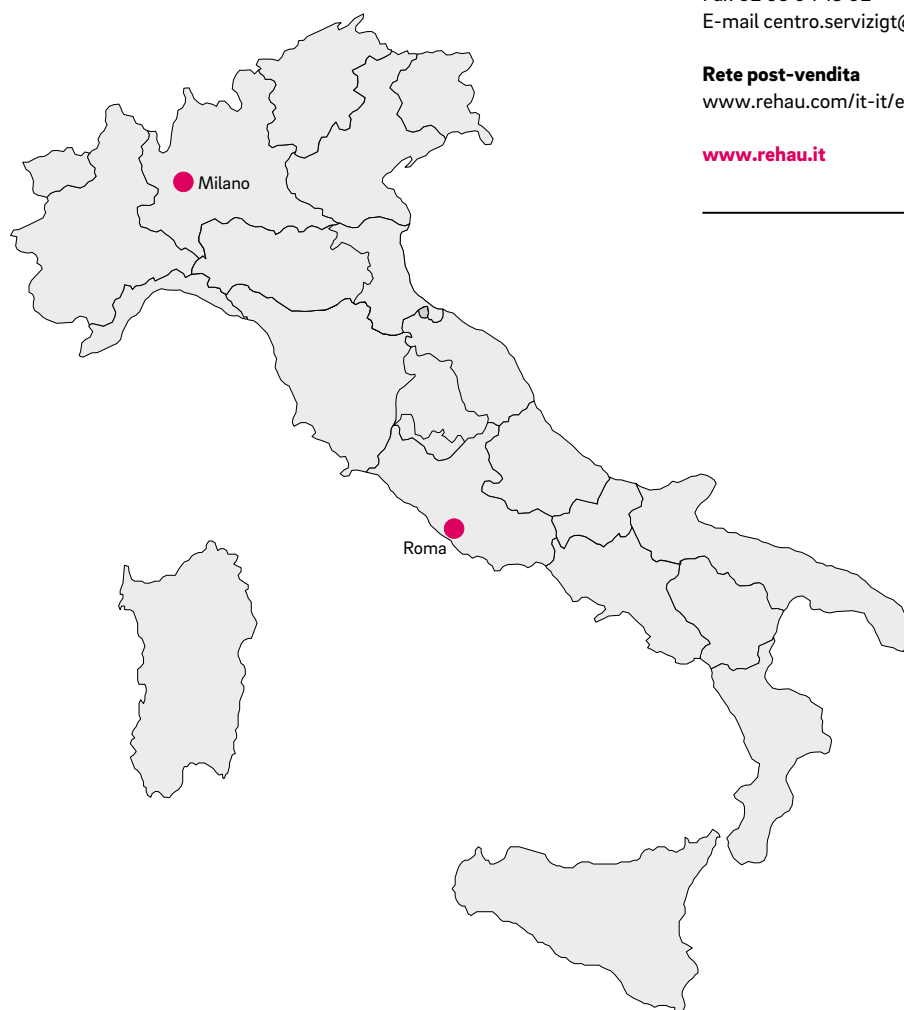 E-mail centro.servizigt@
Rete post-vendita
www.rehau.com/it-it/e
www.rehau.it
Milano
Roma